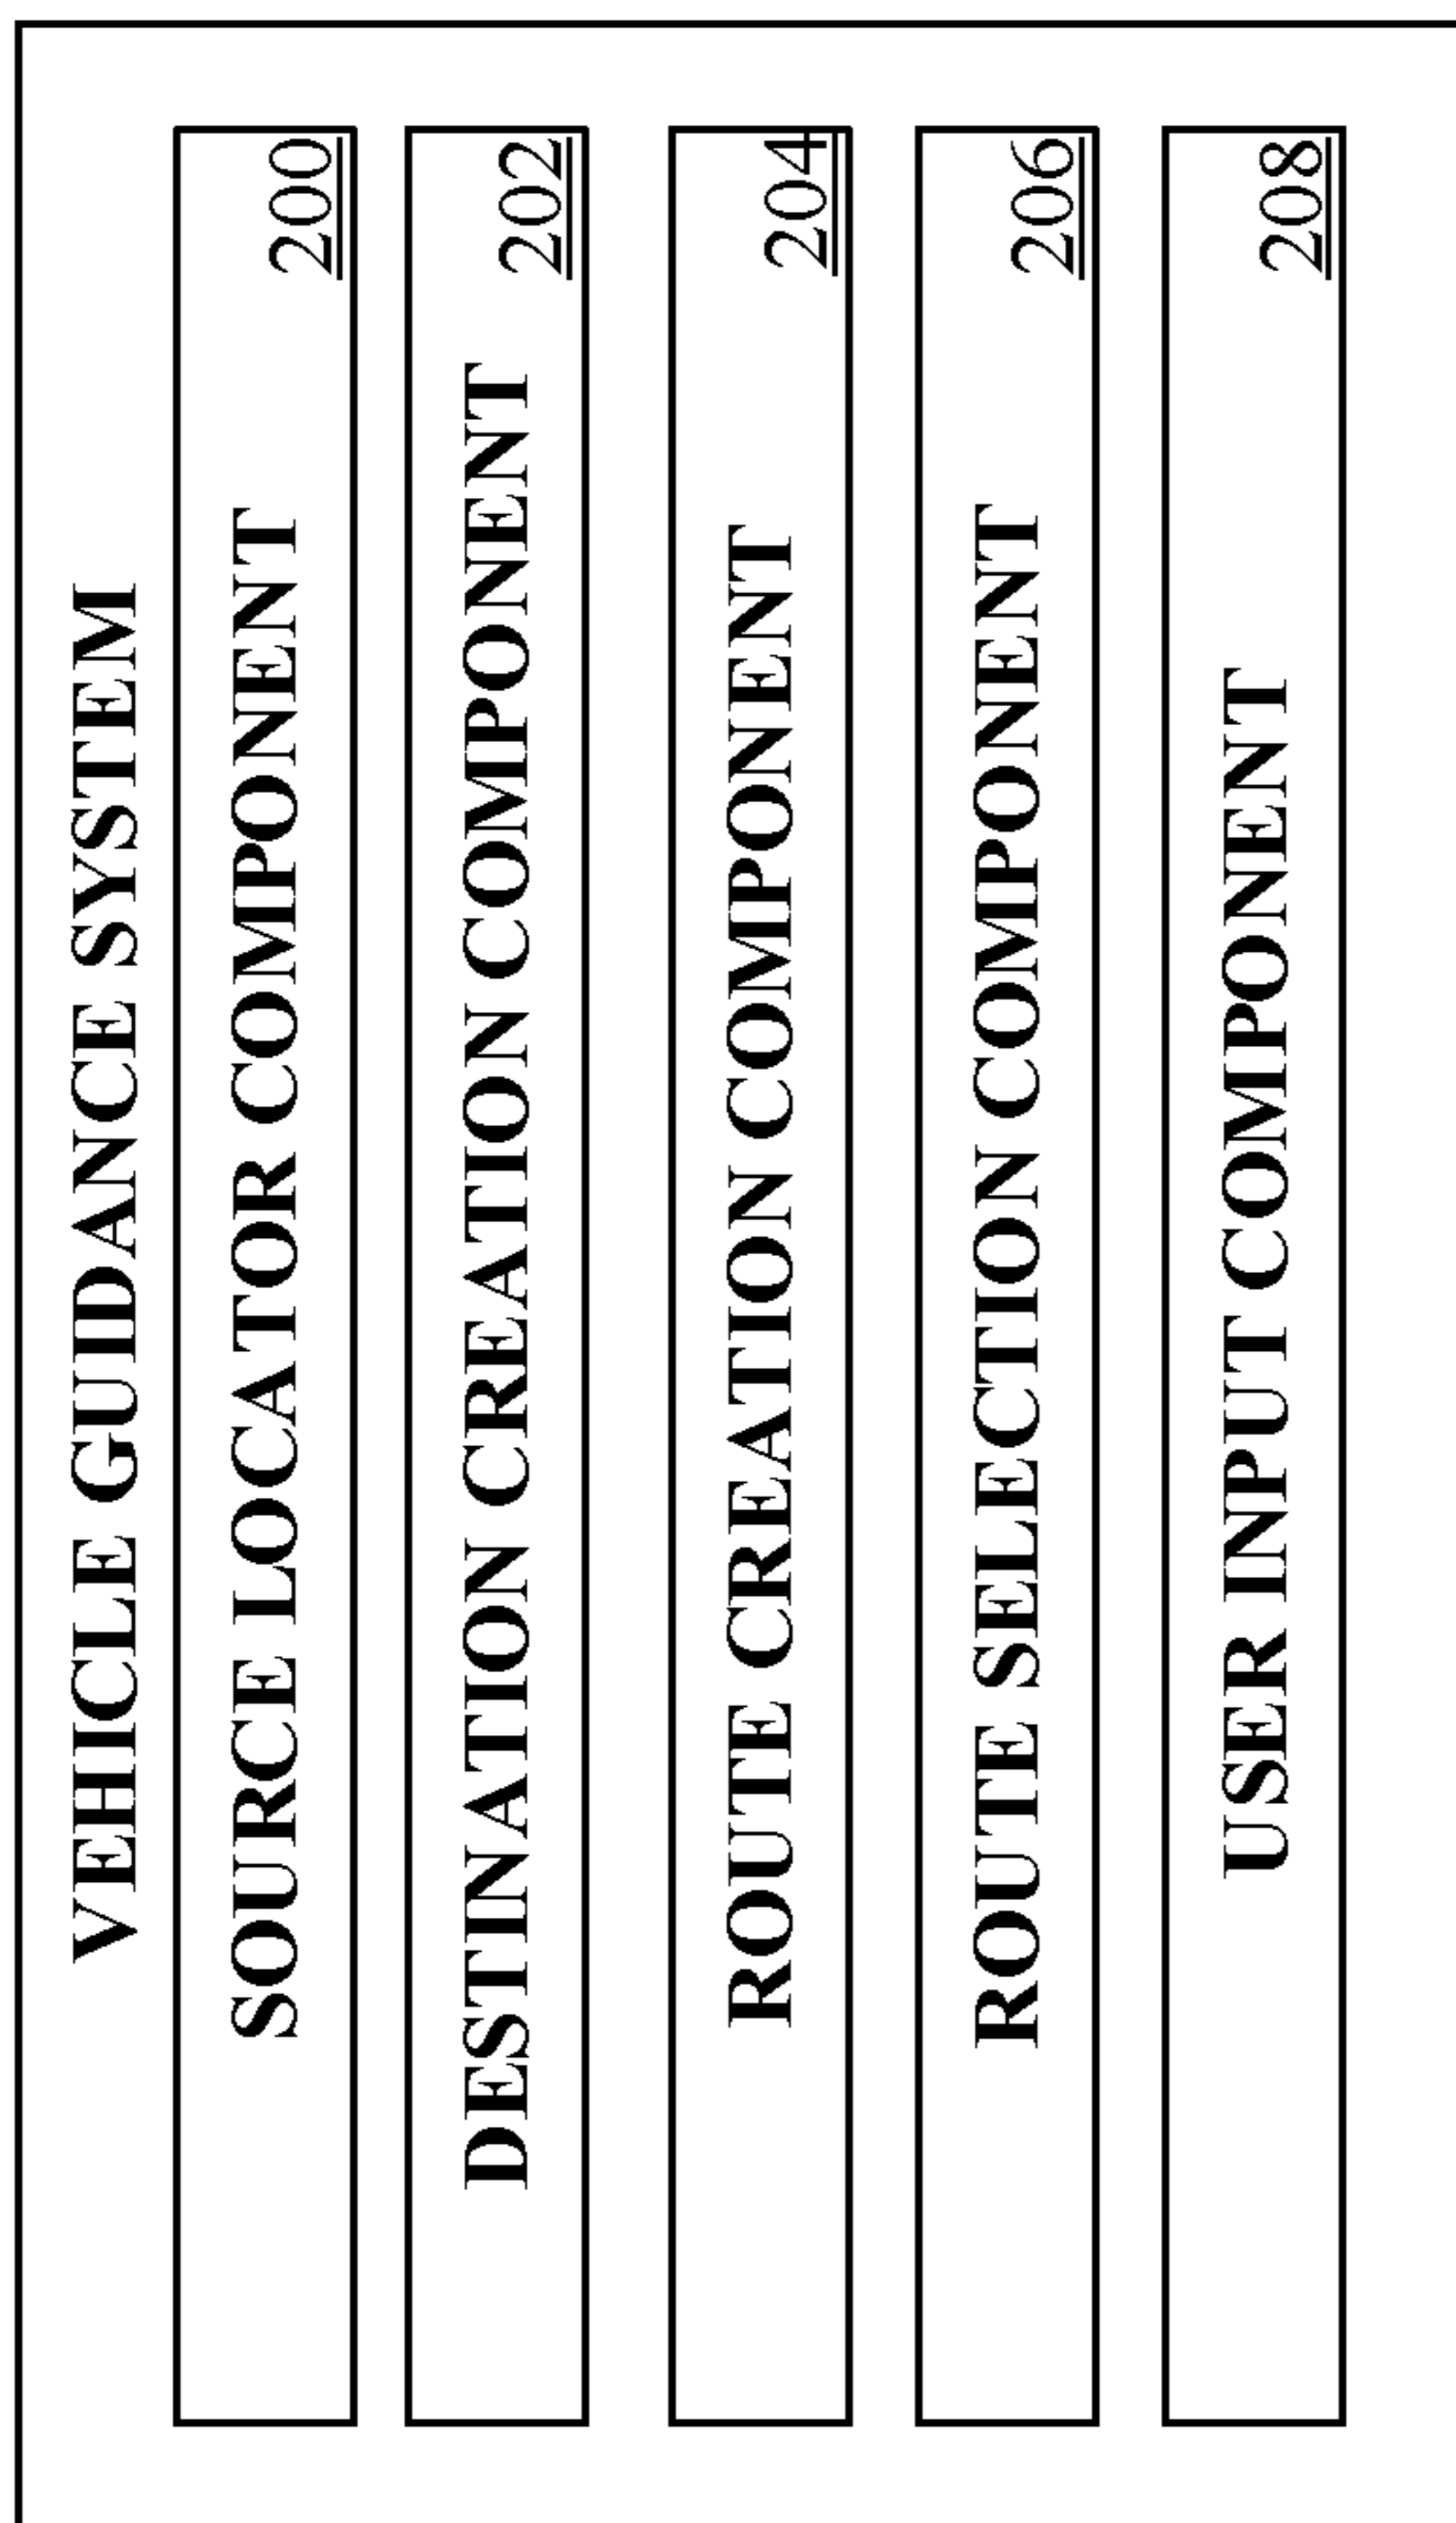 VEHICLE GUIDANCE SYSTEM
SOURCE LOCATOR COMPONENT
200
DESTINATION CREATION COMPONENT
202
ROUTE CREATION COMPONENT
204
ROUTE SELECTION COMPONENT
206
USER INPUT COMPONENT
208